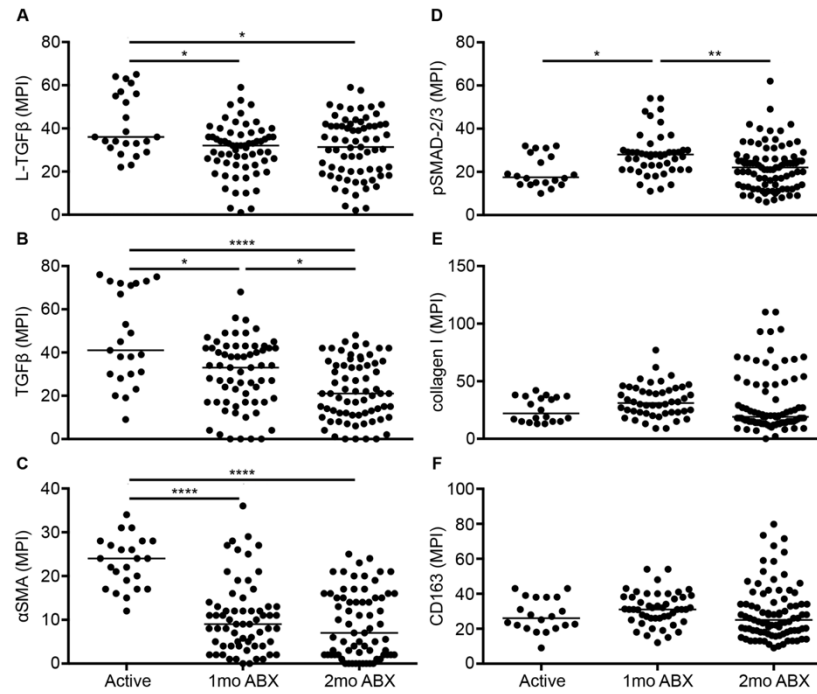 A
L-TGFβ (MPI)
80
60
40
20
0
*
*
B
TGFβ (MPI)
80
60
40
20
0
****
*
*
C
αSMA (MPI)
40
30
20
10
0
****
****
Active
1mo ABX
2mo ABX
D
pSMAD-2/3 (MPI)
80
60
40
20
0
*
**
E
collagen I (MPI)
150
100
50
0
F
CD163 (MPI)
100
80
60
40
20
0
Active
1mo ABX
2mo ABX